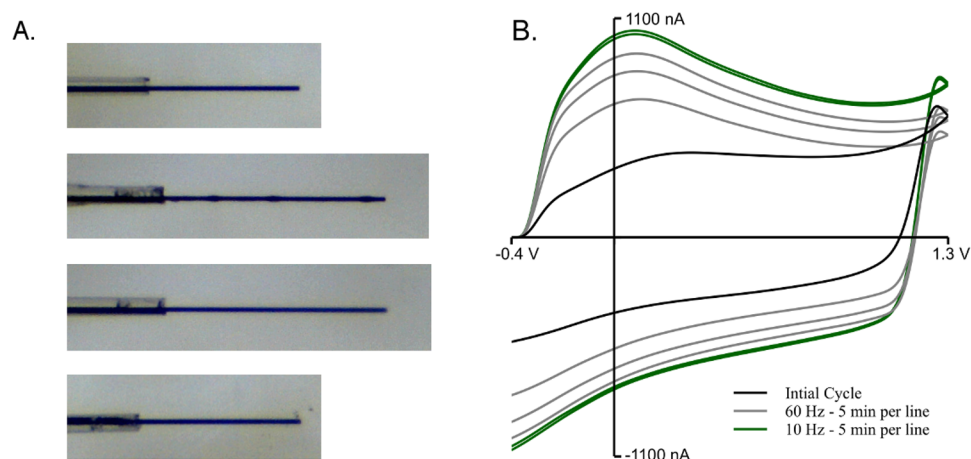 A.
B.
1100 nA
-0.4 V
1.3 V
Intial Cycle
60 Hz - 5 min per line
10 Hz - 5 min per line
-1100 nA